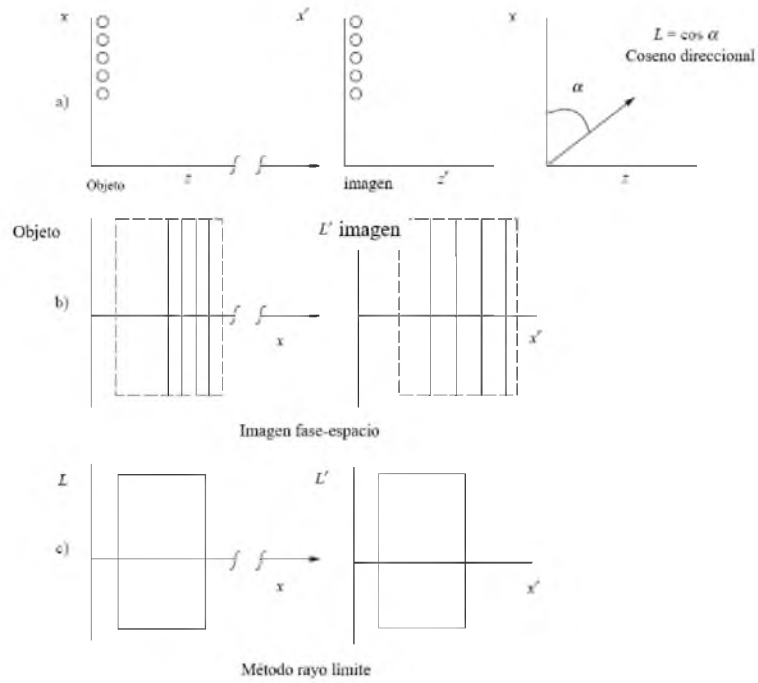 x
x′
x
L = cos α
Coseno direccional
α
a)
z
z′
z
Objeto
imagen
Objeto
L′ imagen
b)
x
x′
Imagen fase-espacio
L
L′
c)
x
x′
Método rayo límite